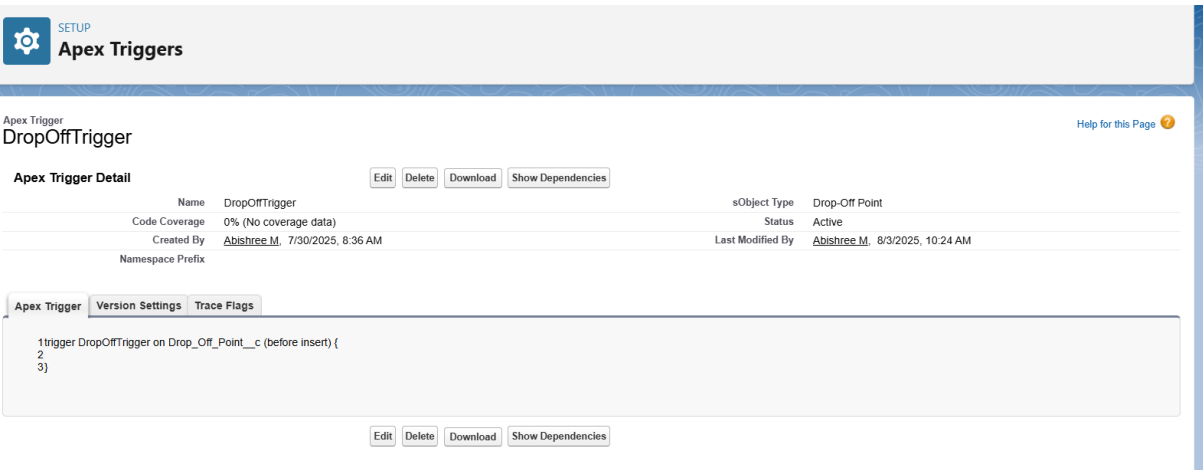 SETUP
Apex Triggers
Apex Trigger
DropOffTrigger
Help for this Page ?
Apex Trigger Detail
Edit Delete Download Show Dependencies
Name DropOffTrigger sObject Type Drop-Off Point
Code Coverage 0% (No coverage data) Status Active
Created By Abishree M, 7/30/2025, 8:36 AM Last Modified By Abishree M, 8/3/2025, 10:24 AM
Namespace Prefix
Apex Trigger Version Settings Trace Flags
1trigger DropOffTrigger on Drop_Off_Point__c (before insert) {
2
3}
Edit Delete Download Show Dependencies